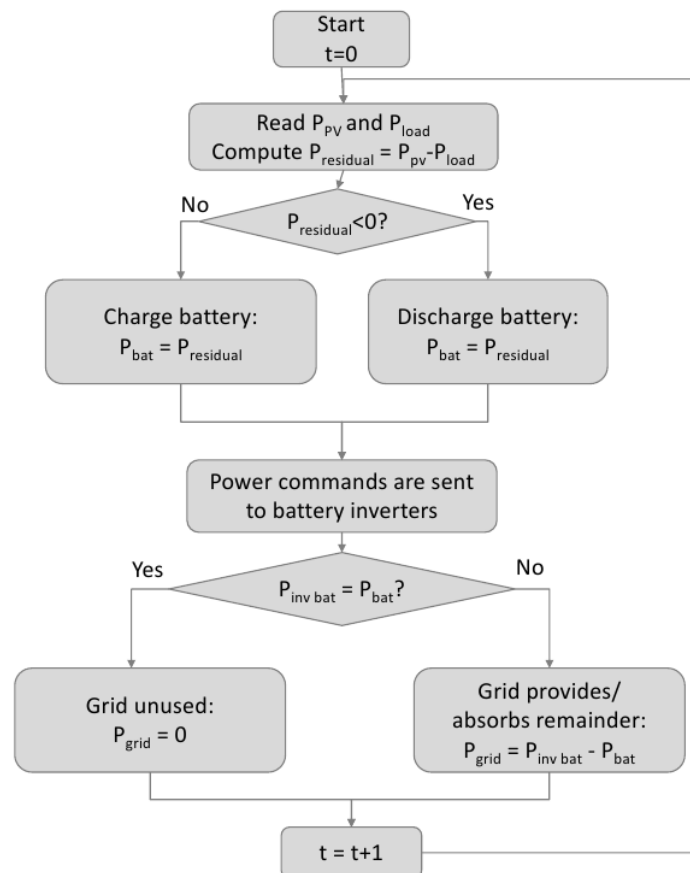 Start
t=0
Read P_PV and P_load
Compute P_residual = P_pv-P_load
No
Yes
P_residual<0?
Charge battery:
P_bat = P_residual
Discharge battery:
P_bat = P_residual
Power commands are sent
to battery inverters
Yes
No
P_inv bat = P_bat?
Grid unused:
P_grid = 0
Grid provides/
absorbs remainder:
P_grid = P_inv bat - P_bat
t = t+1